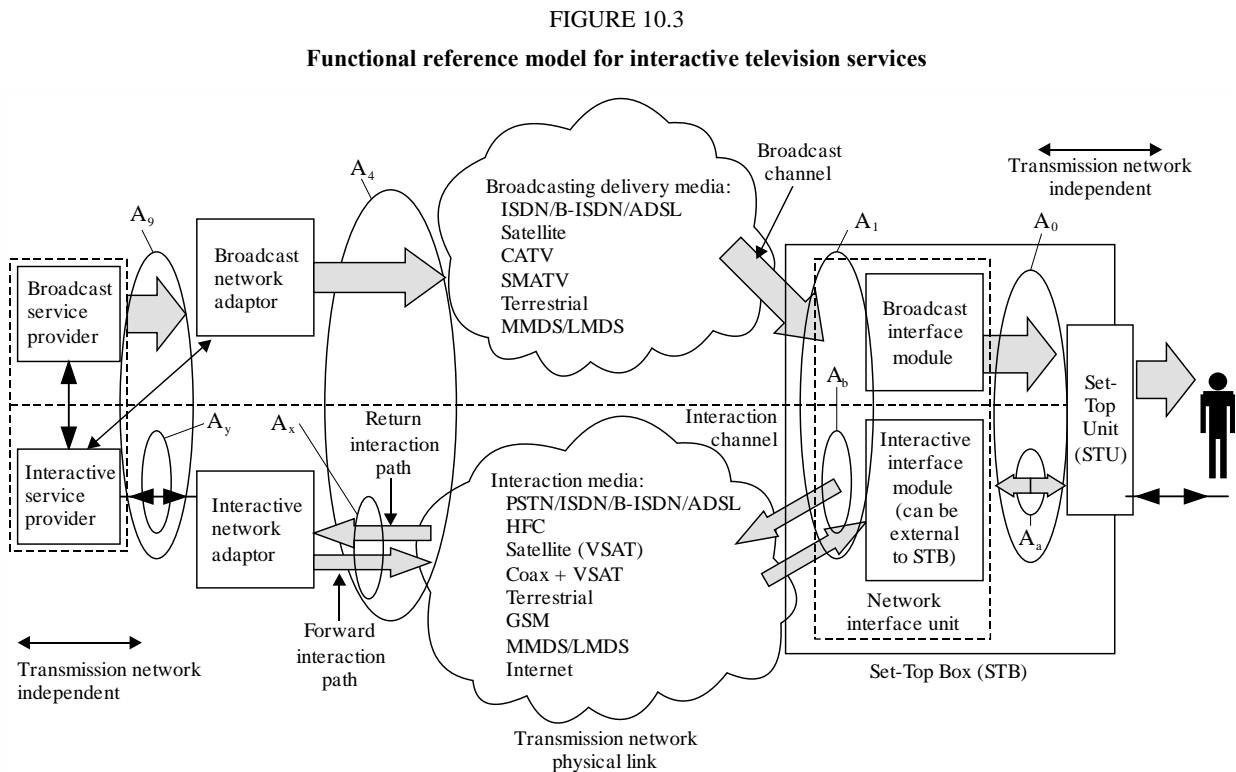 FIGURE 10.3
Functional reference model for interactive television services
A9
Broadcast
service
provider
Interactive
service
provider
Ay
Broadcast
network
adaptor
Interactive
network
adaptor
Transmission network
independent
A4
Ax
Return
interaction
path
Forward
interaction
path
Broadcasting delivery media:
ISDN/B-ISDN/ADSL
Satellite
CATV
SMATV
Terrestrial
MMDS/LMDS
Broadcast
channel
Interaction
channel
Interaction media:
PSTN/ISDN/B-ISDN/ADSL
HFC
Satellite (VSAT)
Coax + VSAT
Terrestrial
GSM
MMDS/LMDS
Internet
Transmission network
physical link
Transmission network
independent
A1
A0
Broadcast
interface
module
Ab
Interactive
interface
module
(can be
external
to STB)
Aa
Set-
Top
Unit
(STU)
Network
interface unit
Set-Top Box (STB)